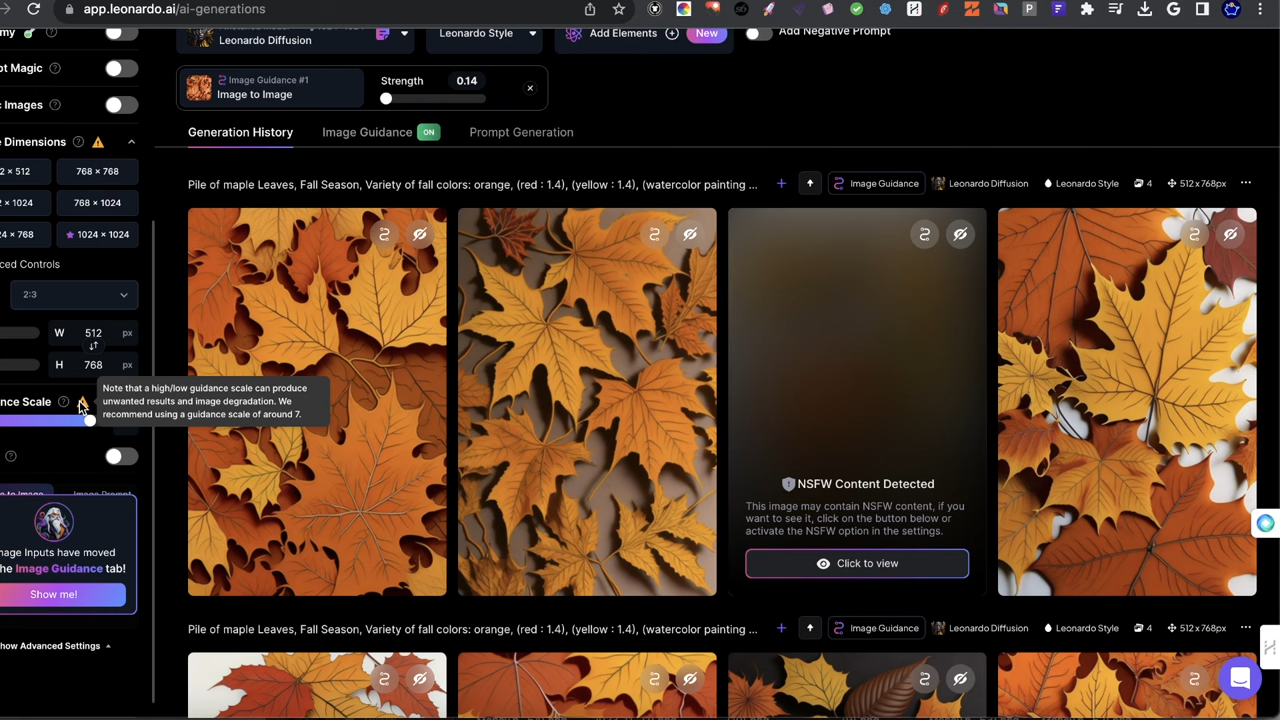 app.leonardo.ai/ai-generations
my
Leonardo Diffusion
Leonardo Style
Add Elements
New
Add Negative Prompt
pt Magic
c Images
Image Guidance #1
Image to Image
Strength
0.14
Generation History
Image Guidance
ON
Prompt Generation
e Dimensions
2 × 512
768 × 768
2 × 1024
768 × 1024
24 × 768
1024 × 1024
ced Controls
2:3
W 512 px
H 768 px
nce Scale
Note that a high/low guidance scale can produce
unwanted results and image degradation. We
recommend using a guidance scale of around 7.
e to Image
Image Prompt
mage Inputs have moved
the Image Guidance tab!
Show me!
how Advanced Settings
Pile of maple Leaves, Fall Season, Variety of fall colors: orange, (red : 1.4), (yellow : 1.4), (watercolor painting ...
Image Guidance
Leonardo Diffusion
Leonardo Style
4
512x768px
NSFW Content Detected
This image may contain NSFW content, if you
want to see it, click on the button below or
activate the NSFW option in the settings.
Click to view
Pile of maple Leaves, Fall Season, Variety of fall colors: orange, (red : 1.4), (yellow : 1.4), (watercolor painting ...
Image Guidance
Leonardo Diffusion
Leonardo Style
4
512x768px